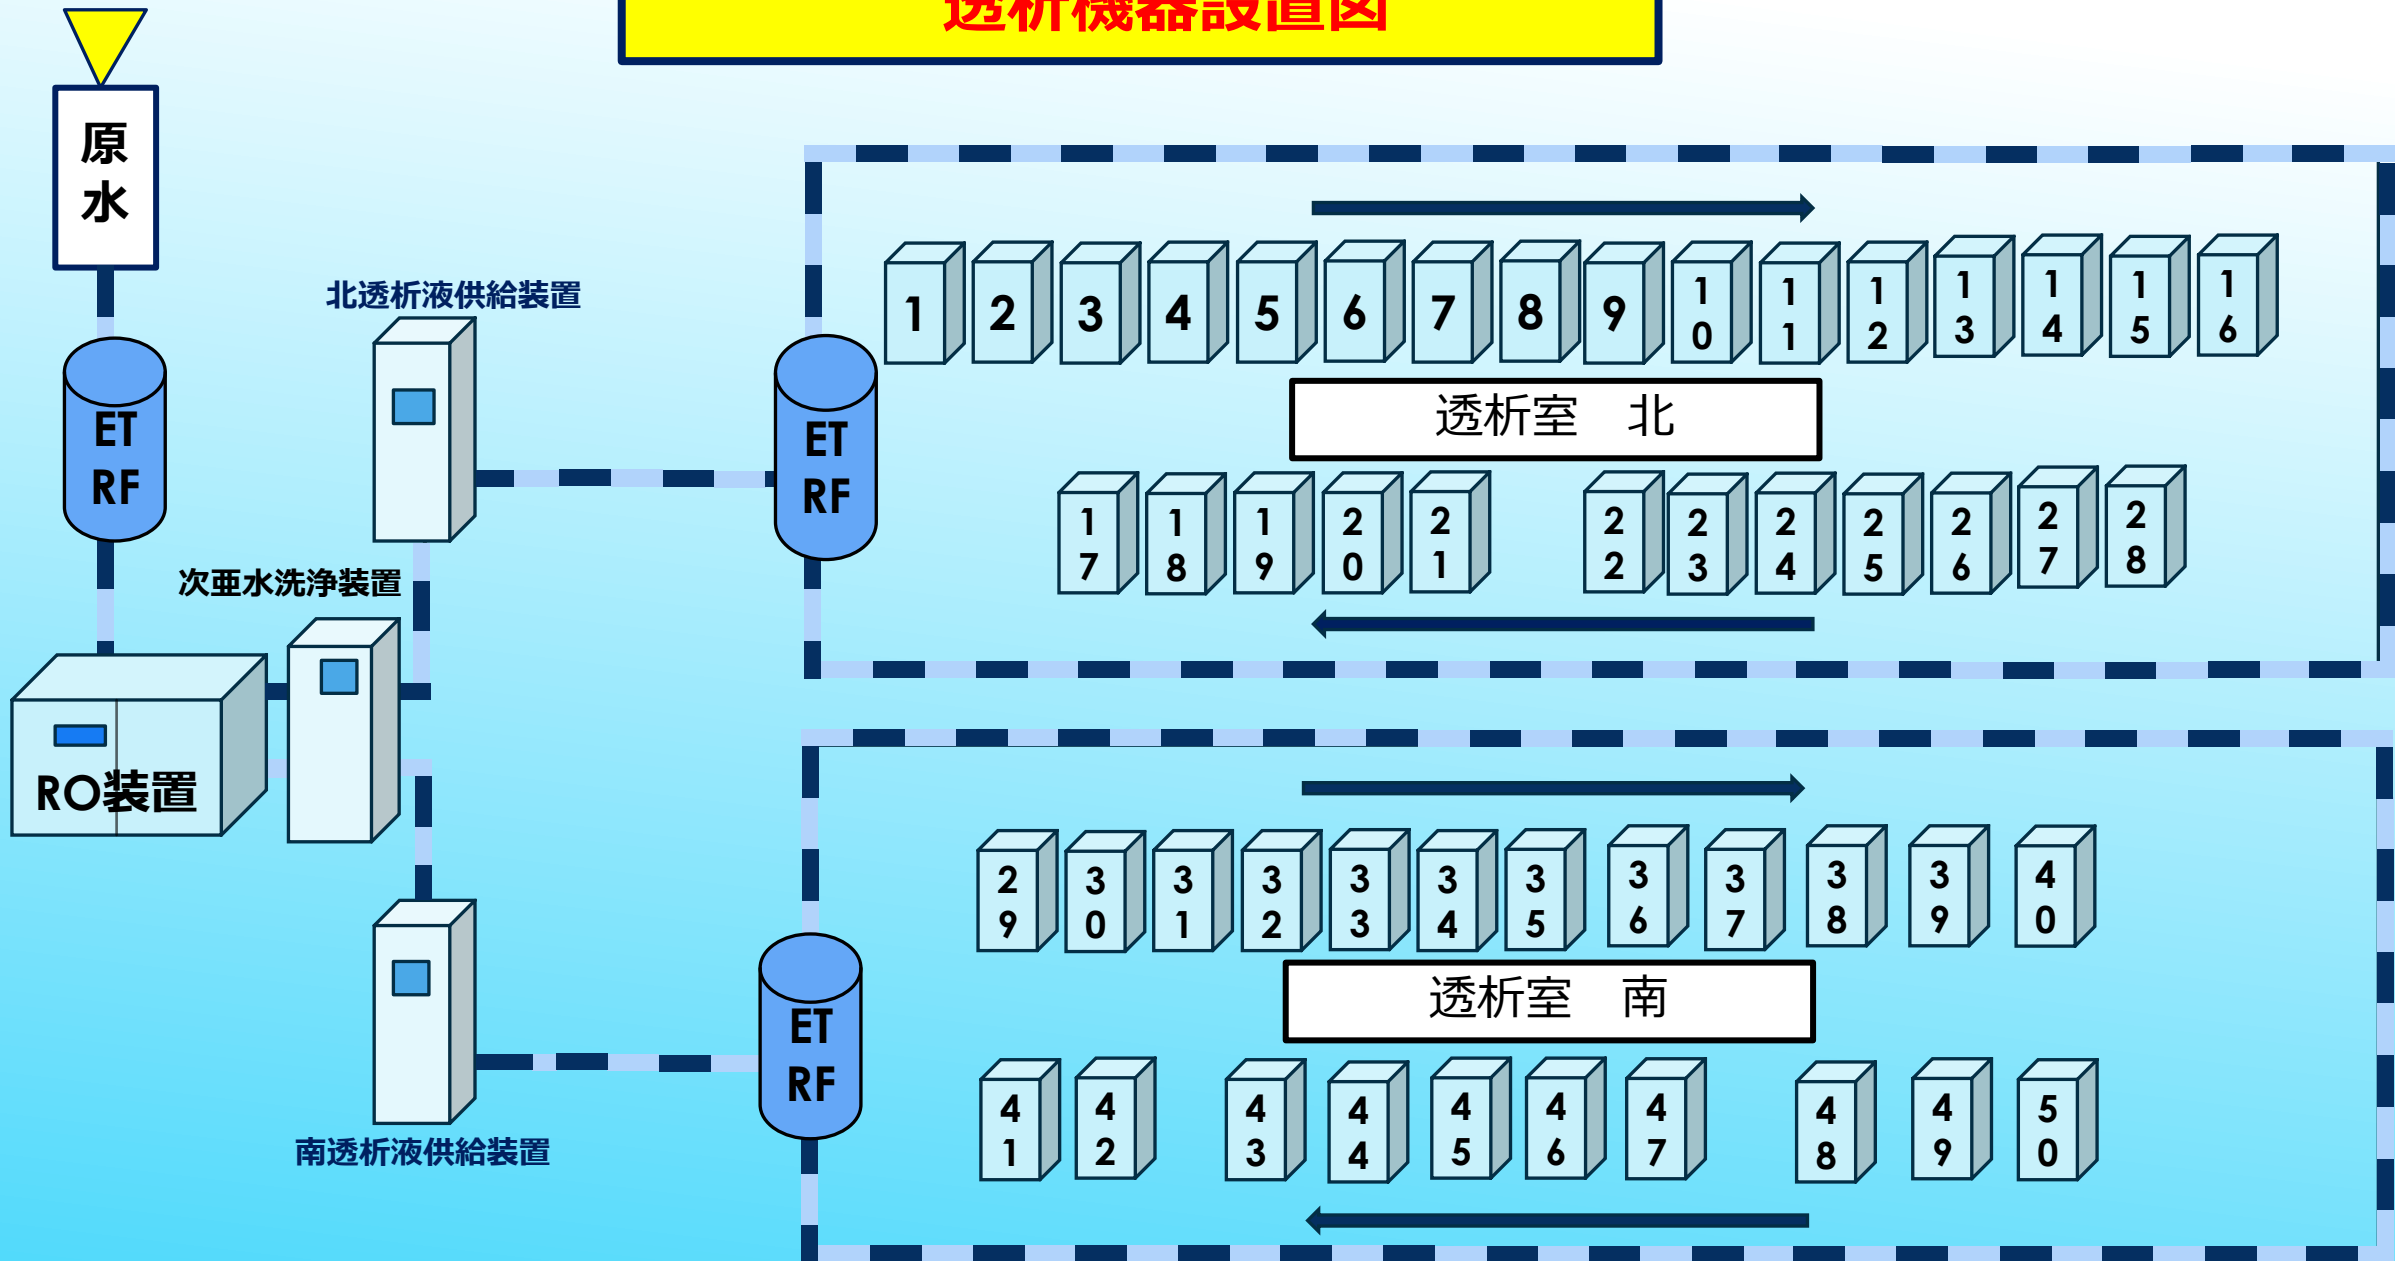 透析機器設置図
原
水
北透析液供給装置
ET
RF
次亜水洗浄装置
RO装置
南透析液供給装置
ET
RF
1 2 3 4 5 6 7 8 9 10 11 12 13 14 15 16
透析室　北
17 18 19 20 21 22 23 24 25 26 27 28
ET
RF
29 30 31 32 33 34 35 36 37 38 39 40
透析室　南
41 42 43 44 45 46 47 48 49 50